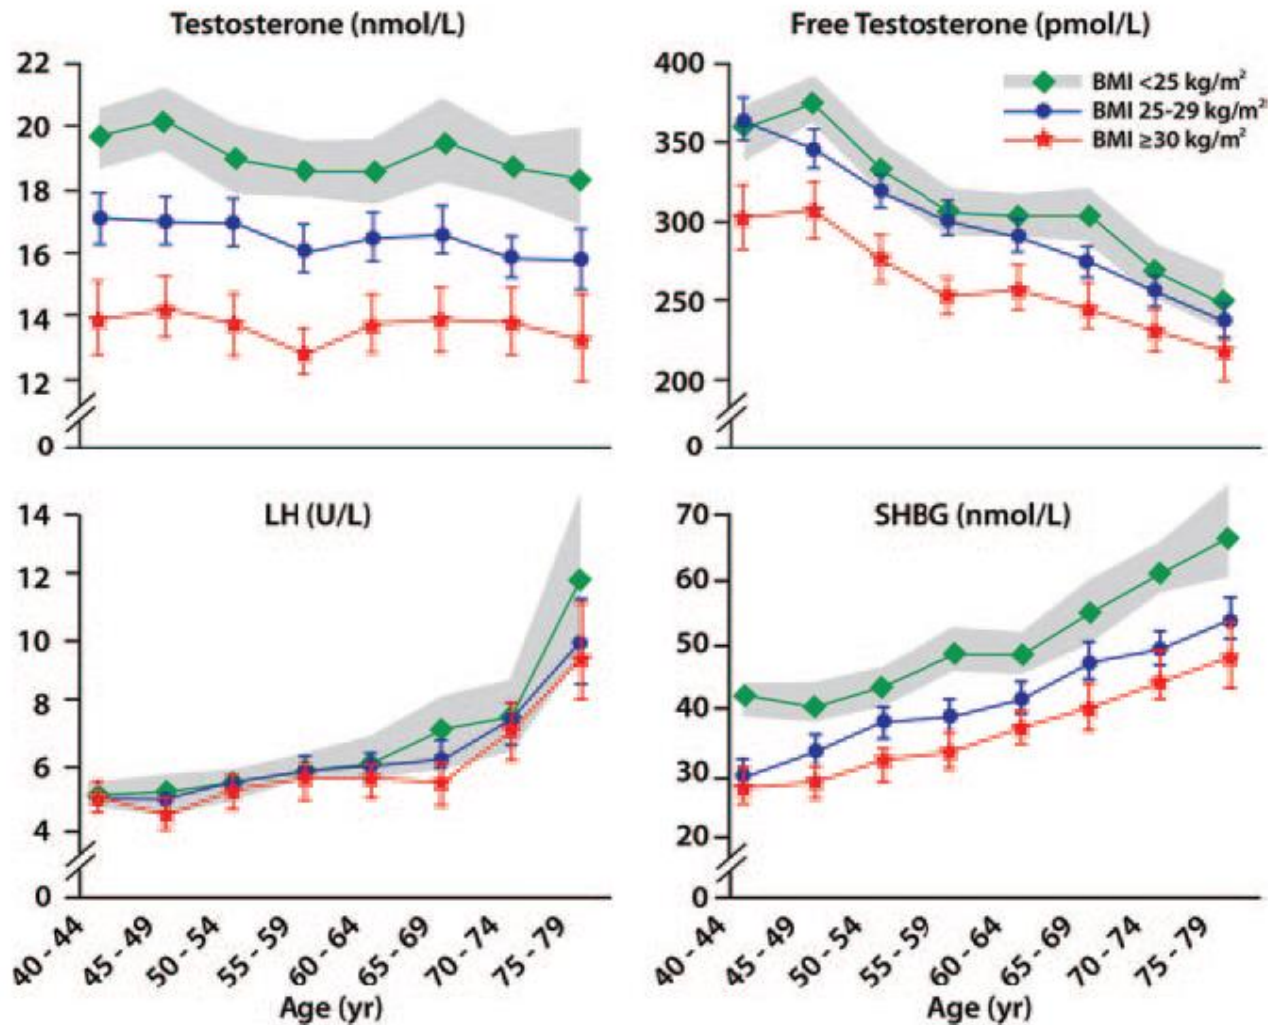 Testosterone (nmol/L)
22
20
18
16
14
12
0
Free Testosterone (pmol/L)
400
350
300
250
200
0
BMI <25 kg/m²
BMI 25-29 kg/m²
BMI ≥30 kg/m²
LH (U/L)
14
12
10
8
6
4
0
40 - 44
45 - 49
50 - 54
55 - 59
60 - 64
65 - 69
70 - 74
75 - 79
Age (yr)
SHBG (nmol/L)
70
60
50
40
30
20
0
40 - 44
45 - 49
50 - 54
55 - 59
60 - 64
65 - 69
70 - 74
75 - 79
Age (yr)